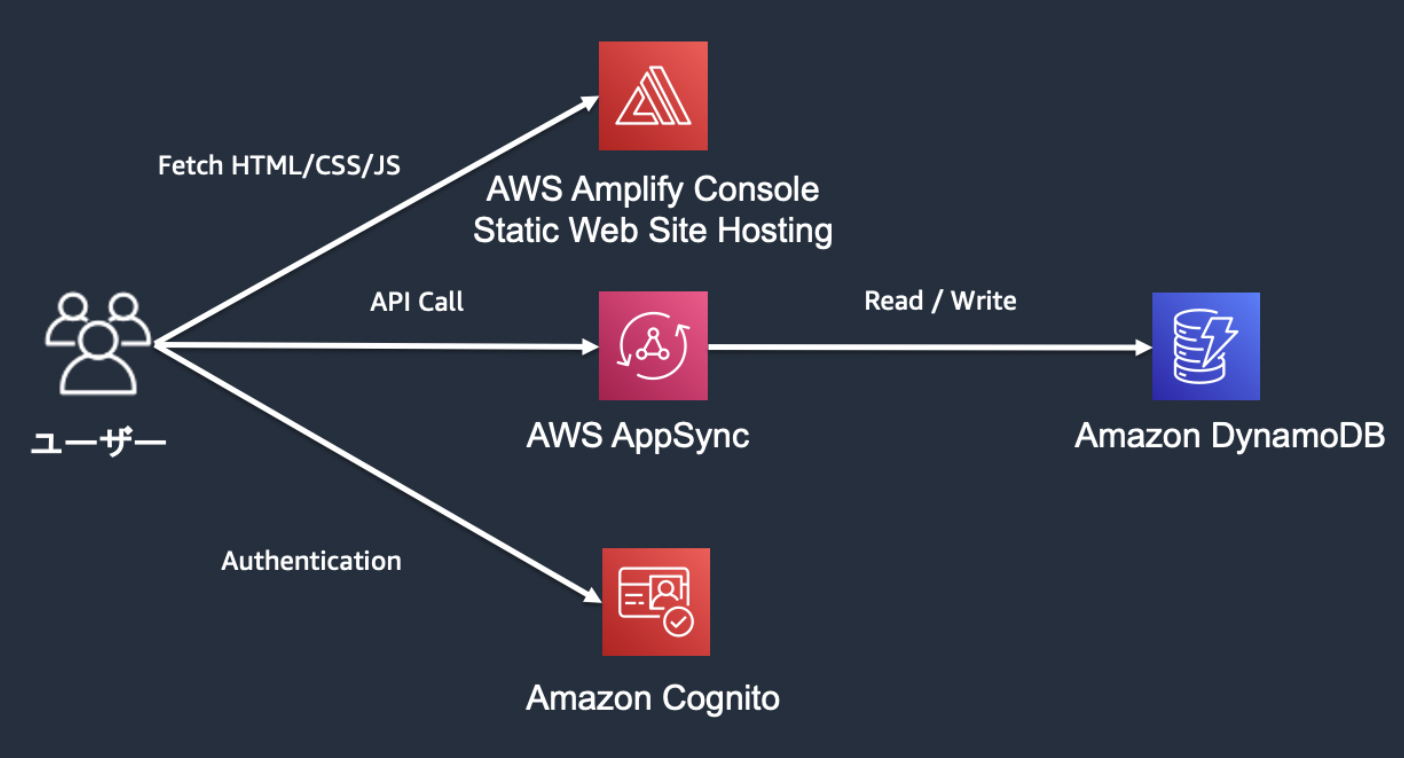 Fetch HTML/CSS/JS
AWS Amplify Console
Static Web Site Hosting
API Call
Read / Write
ユーザー
AWS AppSync
Amazon DynamoDB
Authentication
Amazon Cognito